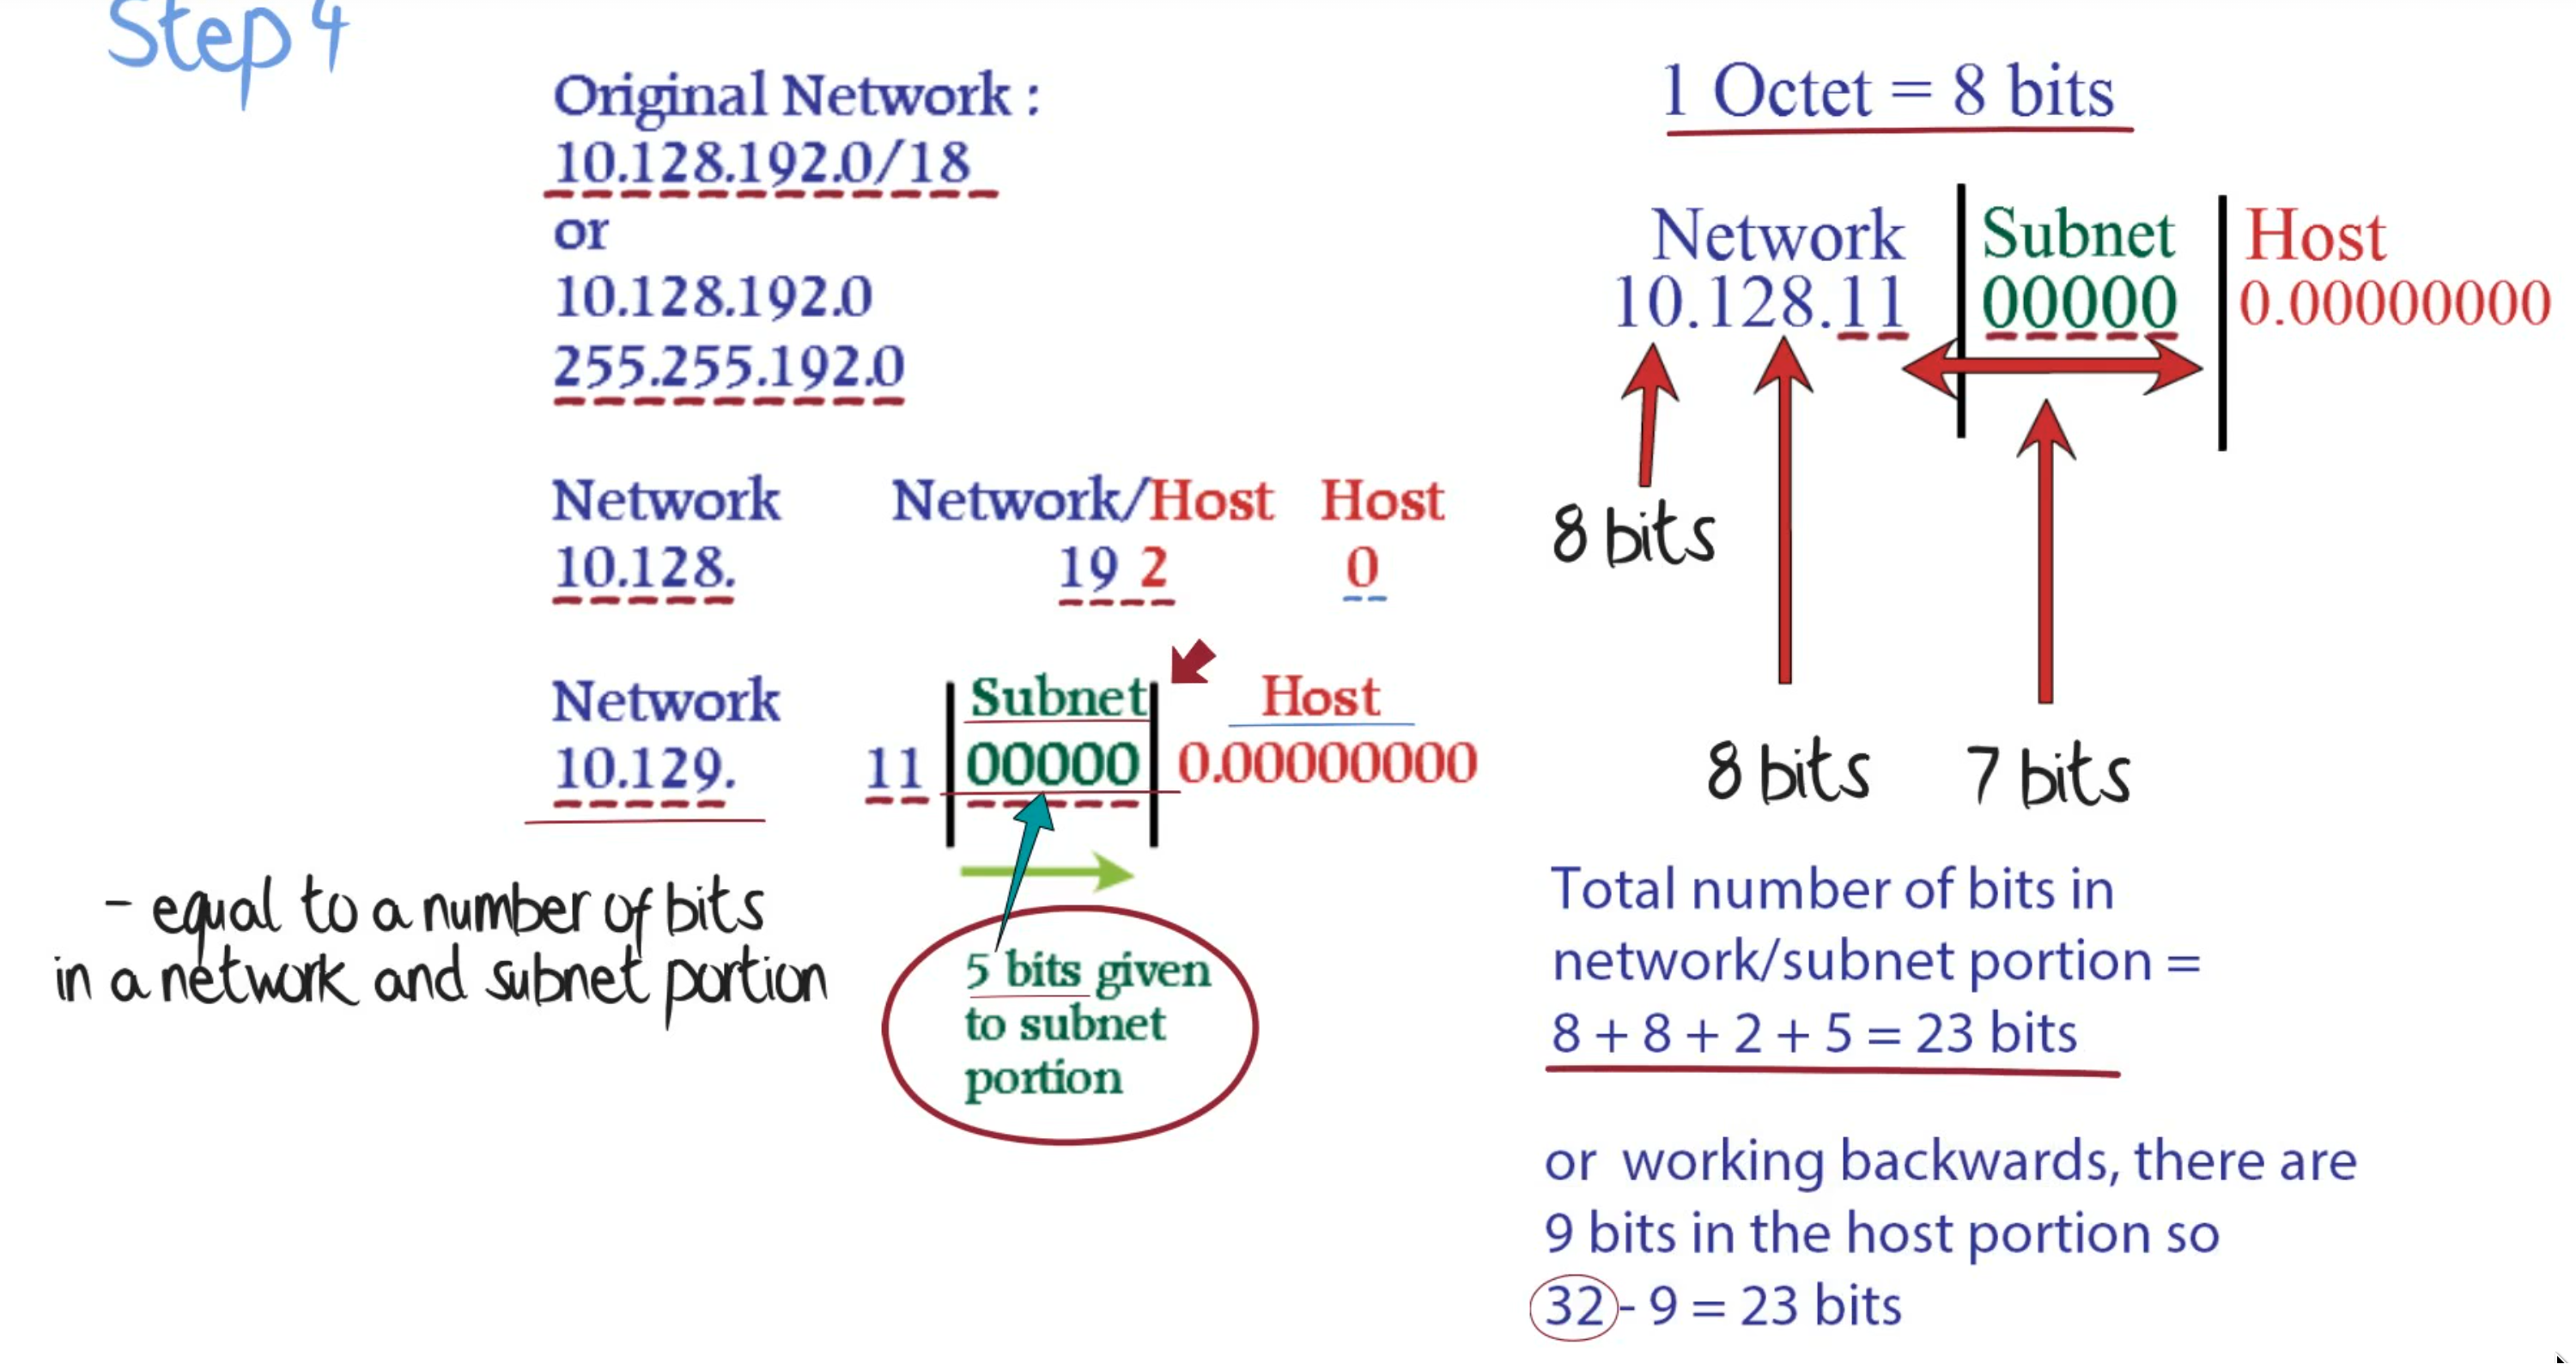 Step 4
Original Network :
10.128.192.0/18
or
10.128.192.0
255.255.192.0
Network Network/Host Host
10.128. 19 2 0
Network Subnet Host
10.129. 11 00000 0.00000000
- equal to a number of bits
in a network and subnet portion
5 bits given
to subnet
portion
1 Octet = 8 bits
Network Subnet Host
10.128.11 00000 0.00000000
8 bits
8 bits 7 bits
Total number of bits in
network/subnet portion =
8 + 8 + 2 + 5 = 23 bits
or working backwards, there are
9 bits in the host portion so
32 - 9 = 23 bits